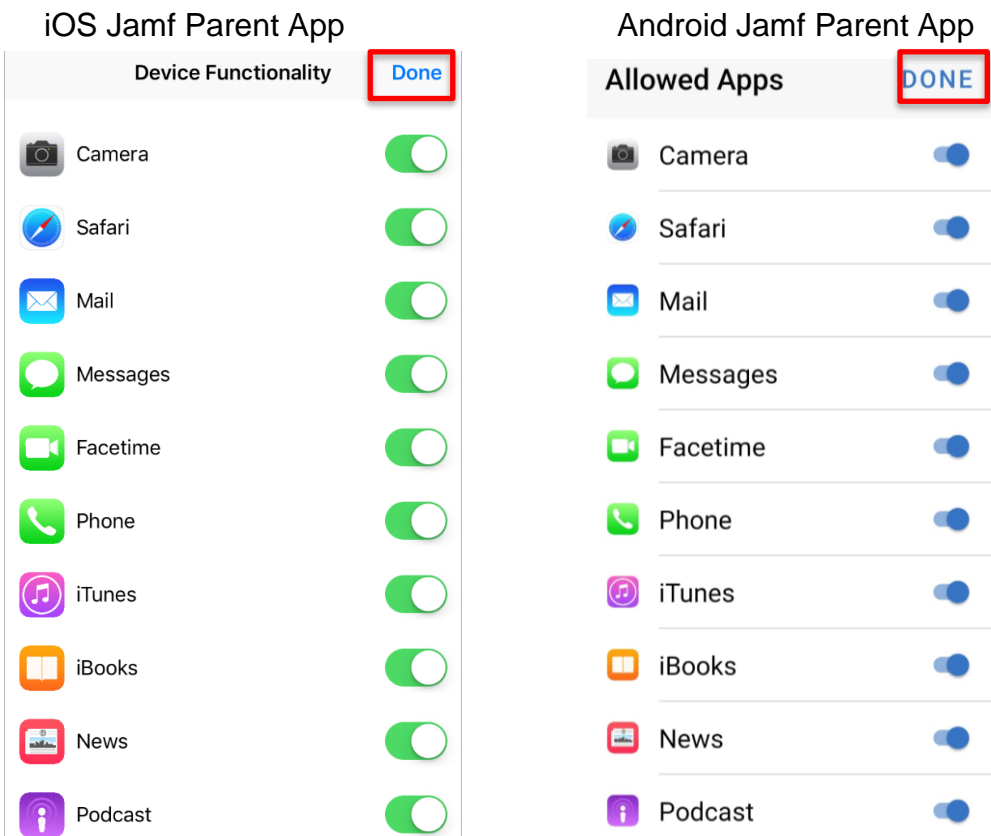 iOS Jamf Parent App
Device Functionality Done
Camera
Safari
Mail
Messages
Facetime
Phone
iTunes
iBooks
News
Podcast
Android Jamf Parent App
Allowed Apps DONE
Camera
Safari
Mail
Messages
Facetime
Phone
iTunes
iBooks
News
Podcast